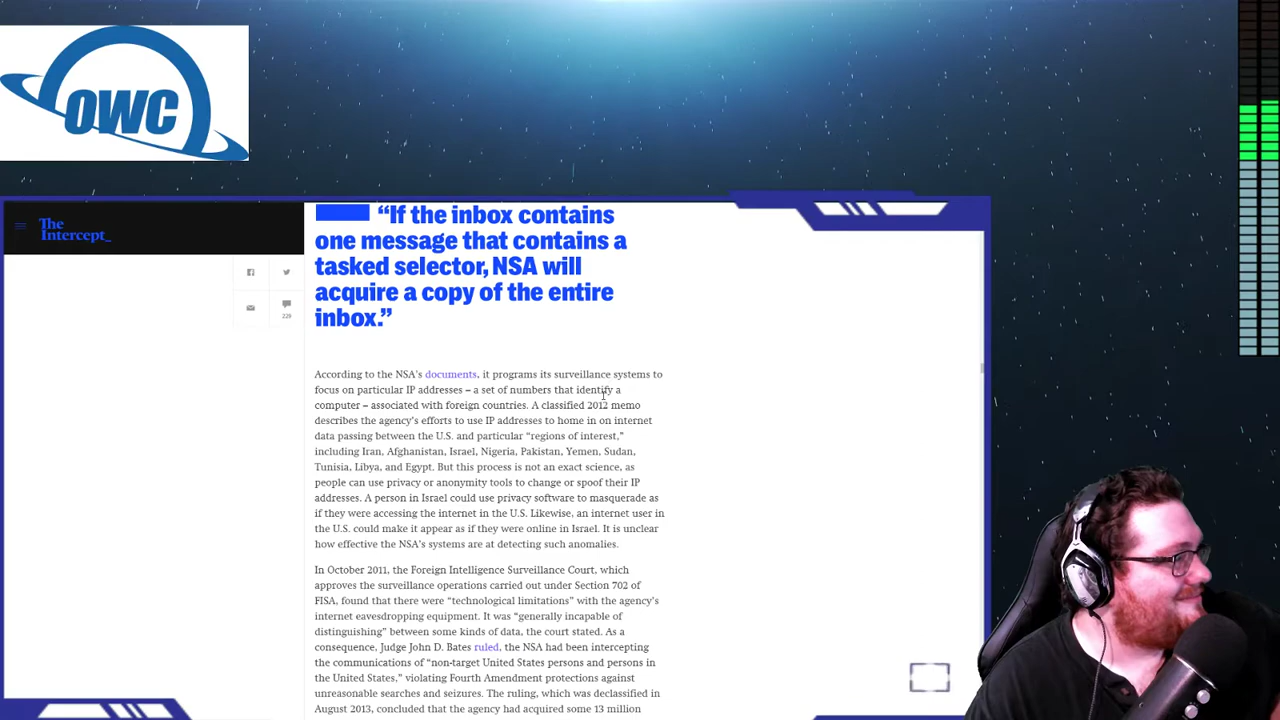 OWC
The
Intercept_
229
“If the inbox contains
one message that contains a
tasked selector, NSA will
acquire a copy of the entire
inbox.”
According to the NSA's documents, it programs its surveillance systems to
focus on particular IP addresses – a set of numbers that identify a
computer – associated with foreign countries. A classified 2012 memo
describes the agency's efforts to use IP addresses to home in on internet
data passing between the U.S. and particular “regions of interest,”
including Iran, Afghanistan, Israel, Nigeria, Pakistan, Yemen, Sudan,
Tunisia, Libya, and Egypt. But this process is not an exact science, as
people can use privacy or anonymity tools to change or spoof their IP
addresses. A person in Israel could use privacy software to masquerade as
if they were accessing the internet in the U.S. Likewise, an internet user in
the U.S. could make it appear as if they were online in Israel. It is unclear
how effective the NSA's systems are at detecting such anomalies.
In October 2011, the Foreign Intelligence Surveillance Court, which
approves the surveillance operations carried out under Section 702 of
FISA, found that there were “technological limitations” with the agency's
internet eavesdropping equipment. It was “generally incapable of
distinguishing” between some kinds of data, the court stated. As a
consequence, Judge John D. Bates ruled, the NSA had been intercepting
the communications of “non-target United States persons and persons in
the United States,” violating Fourth Amendment protections against
unreasonable searches and seizures. The ruling, which was declassified in
August 2013, concluded that the agency had acquired some 13 million